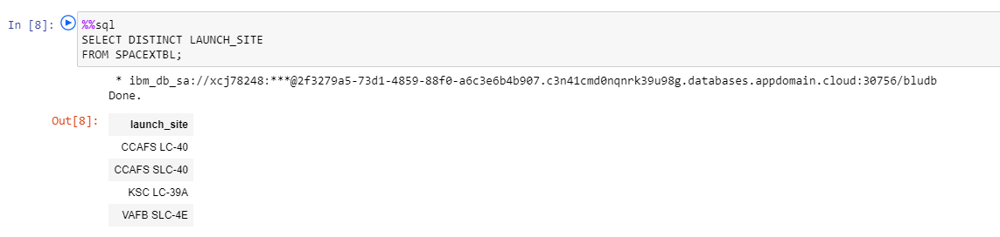 In [8]: %%sql
SELECT DISTINCT LAUNCH_SITE
FROM SPACEXTBL;
* ibm_db_sa://xcj78248:***@2f3279a5-73d1-4859-88f0-a6c3e6b4b907.c3n41cmd0nqnrk39u98g.databases.appdomain.cloud:30756/bludb
Done.
Out[8]: launch_site
CCAFS LC-40
CCAFS SLC-40
KSC LC-39A
VAFB SLC-4E